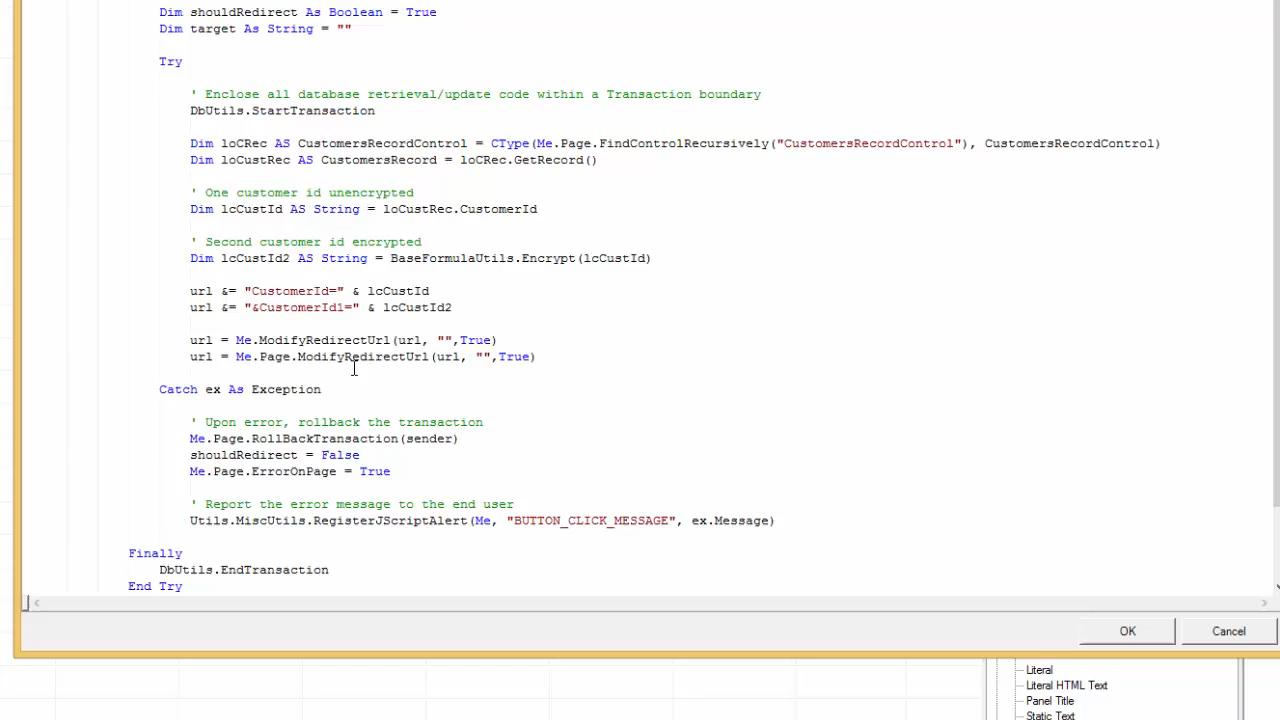 Dim shouldRedirect As Boolean = True
Dim target As String = ""
Try
' Enclose all database retrieval/update code within a Transaction boundary
DbUtils.StartTransaction
Dim loCRec AS CustomersRecordControl = CType(Me.Page.FindControlRecursively("CustomersRecordControl"), CustomersRecordControl)
Dim loCustRec AS CustomersRecord = loCRec.GetRecord()
' One customer id unencrypted
Dim lcCustId AS String = loCustRec.CustomerId
' Second customer id encrypted
Dim lcCustId2 AS String = BaseFormulaUtils.Encrypt(lcCustId)
url &= "CustomerId=" & lcCustId
url &= "&CustomerId1=" & lcCustId2
url = Me.ModifyRedirectUrl(url, "",True)
url = Me.Page.ModifyRedirectUrl(url, "",True)
Catch ex As Exception
' Upon error, rollback the transaction
Me.Page.RollBackTransaction(sender)
shouldRedirect = False
Me.Page.ErrorOnPage = True
' Report the error message to the end user
Utils.MiscUtils.RegisterJScriptAlert(Me, "BUTTON_CLICK_MESSAGE", ex.Message)
Finally
DbUtils.EndTransaction
End Try
OK Cancel
Literal
Literal HTML Text
Panel Title
Static Text